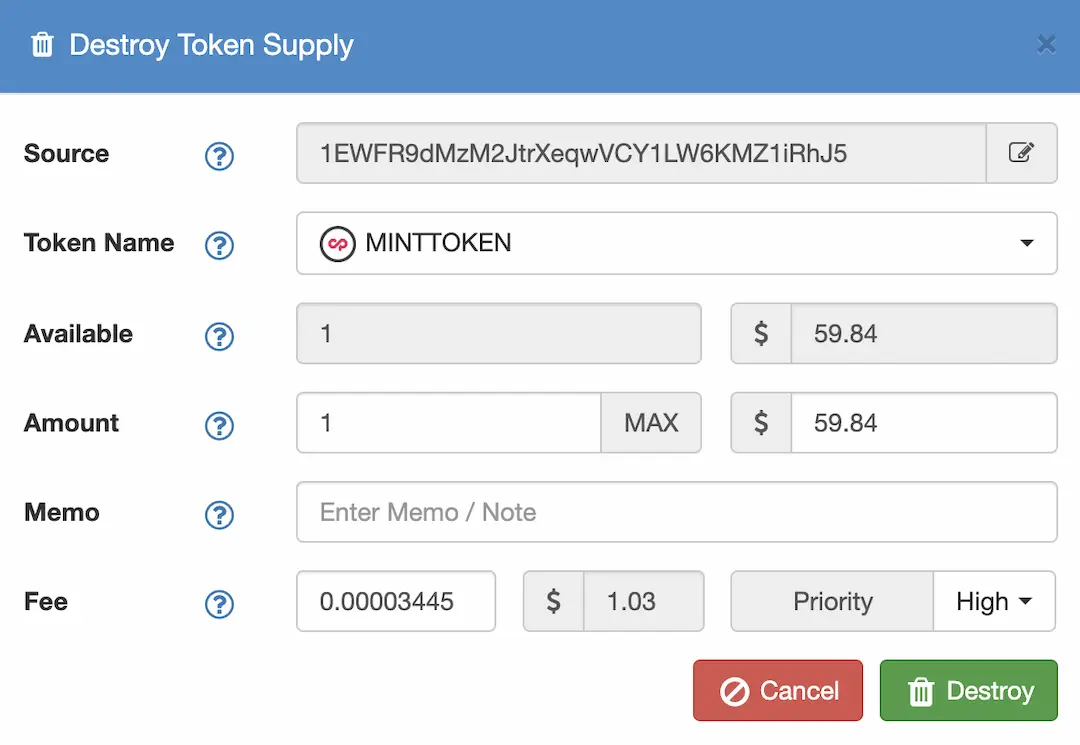 Destroy Token Supply ×
Source ? 1EWFR9dMzM2JtrXeqwVCY1LW6KMZ1iRhJ5
Token Name ? MINTTOKEN
Available ? 1 $ 59.84
Amount ? 1 MAX $ 59.84
Memo ? Enter Memo / Note
Fee ? 0.00003445 $ 1.03 Priority High
Cancel Destroy